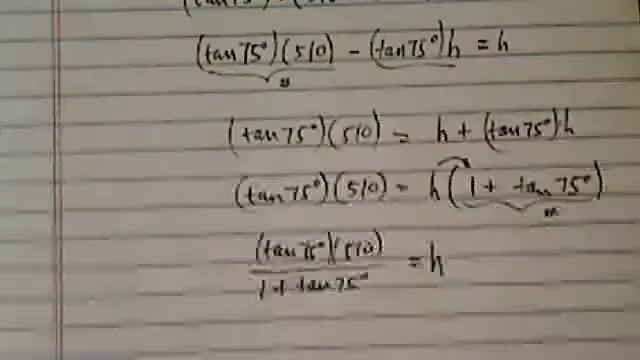 (tan 75°)(510) - (tan 75°)h = h
(tan 75°)(510) = h + (tan 75°)h
(tan 75°)(510) = h(1 + tan 75°)
(tan 75°)(510)
1 + tan 75°
= h